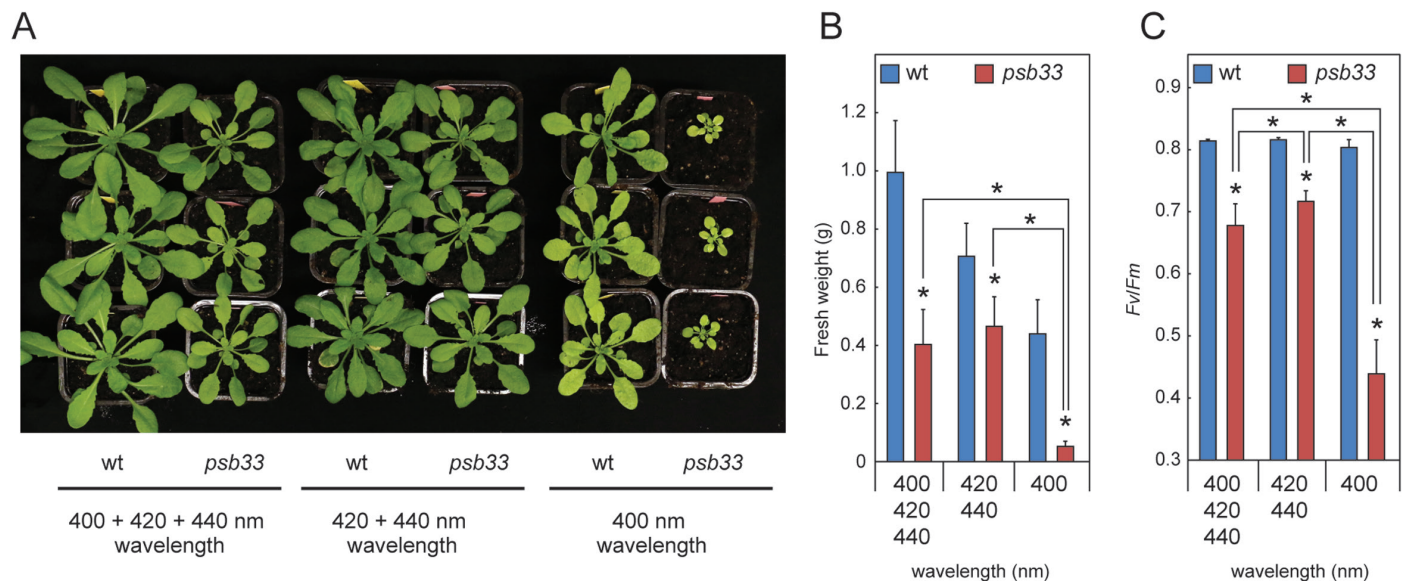 A
wt
psb33
wt
psb33
wt
psb33
400 + 420 + 440 nm
wavelength
420 + 440 nm
wavelength
400 nm
wavelength
B
wt
psb33
Fresh weight (g)
1.2
1.0
0.8
0.6
0.4
0.2
0
*
*
*
*
*
400
420
440
420
440
400
wavelength (nm)
C
wt
psb33
Fv/Fm
0.9
0.8
0.7
0.6
0.5
0.4
0.3
*
*
*
*
*
*
400
420
440
420
440
400
wavelength (nm)